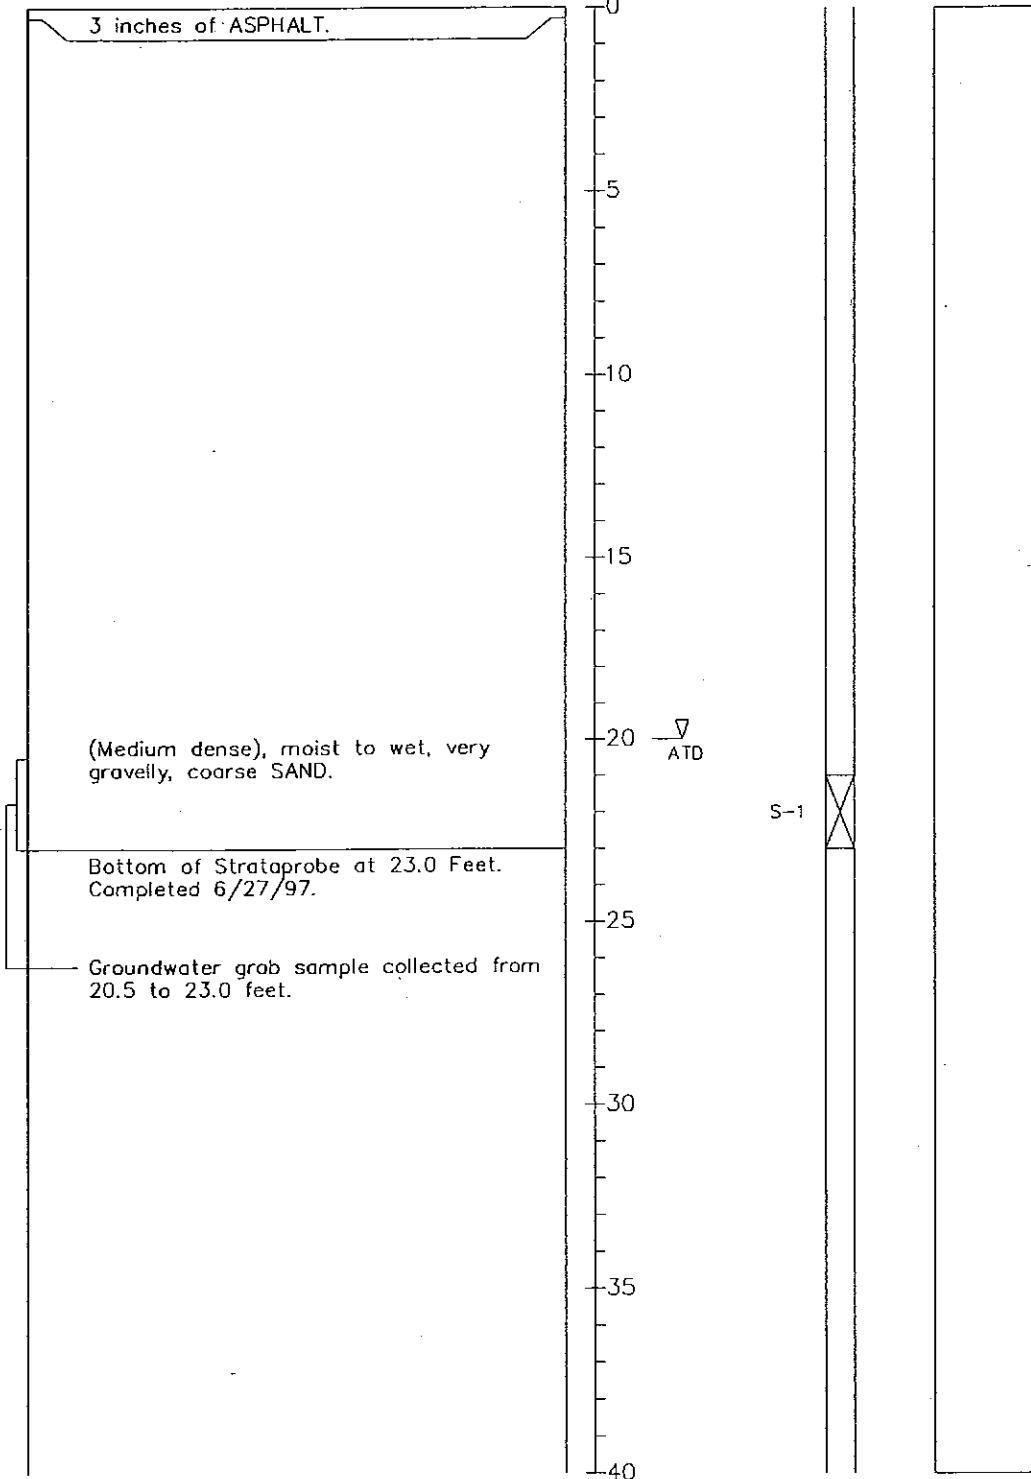 3 inches of ASPHALT.
0
5
10
15
20
ATD
(Medium dense), moist to wet, very
gravelly, coarse SAND.
S-1
Bottom of Strataprobe at 23.0 Feet.
Completed 6/27/97.
25
Groundwater grab sample collected from
20.5 to 23.0 feet.
30
35
40